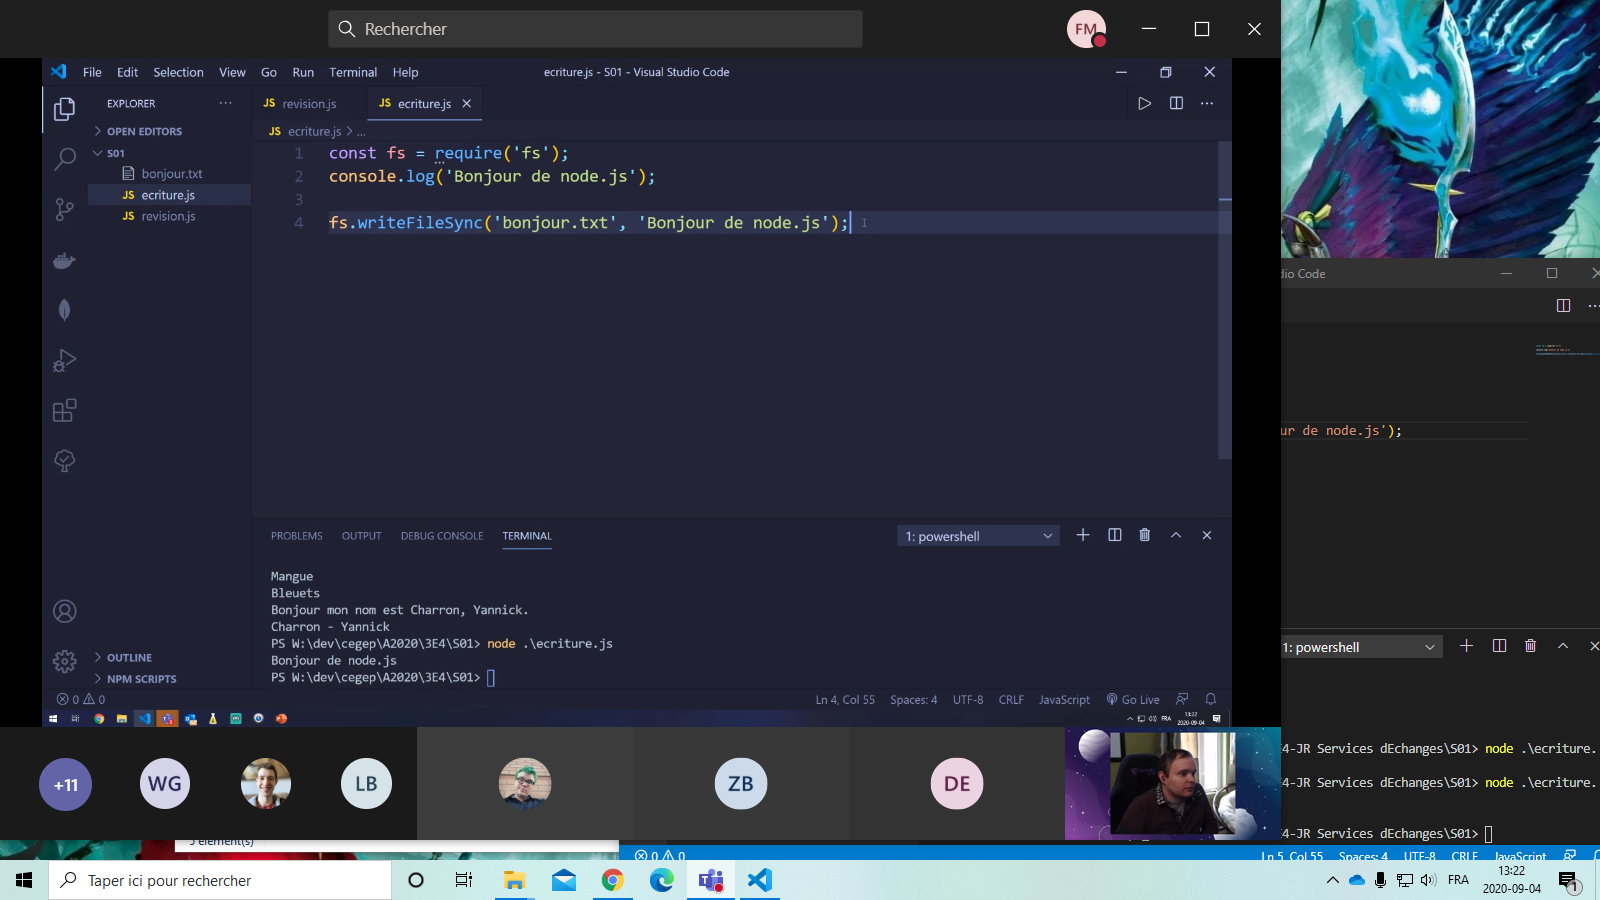 Rechercher
FM
File Edit Selection View Go Run Terminal Help
ecriture.js - S01 - Visual Studio Code
EXPLORER
OPEN EDITORS
S01
bonjour.txt
JS ecriture.js
JS revision.js
OUTLINE
NPM SCRIPTS
JS revision.js
JS ecriture.js
JS ecriture.js > ...
1 const fs = require('fs');
2 console.log('Bonjour de node.js');
3
4 fs.writeFileSync('bonjour.txt', 'Bonjour de node.js');
PROBLEMS OUTPUT DEBUG CONSOLE TERMINAL
1: powershell
Mangue
Bleuets
Bonjour mon nom est Charron, Yannick.
Charron - Yannick
PS W:\dev\cegep\A2020\3E4\S01> node .\ecriture.js
Bonjour de node.js
PS W:\dev\cegep\A2020\3E4\S01>
0 0
Ln 4, Col 55 Spaces: 4 UTF-8 CRLF JavaScript Go Live
FRA
13:22
2020-09-04
+11
WG
LB
ZB
DE
dio Code
ur de node.js');
1: powershell
4-JR Services dEchanges\S01> node .\ecriture.
4-JR Services dEchanges\S01> node .\ecriture.
4-JR Services dEchanges\S01>
5 élément(s)
0 0
Ln 5, Col 55 Spaces: 4 UTF-8 CRLF JavaScript
Taper ici pour rechercher
FRA
13:22
2020-09-04
1